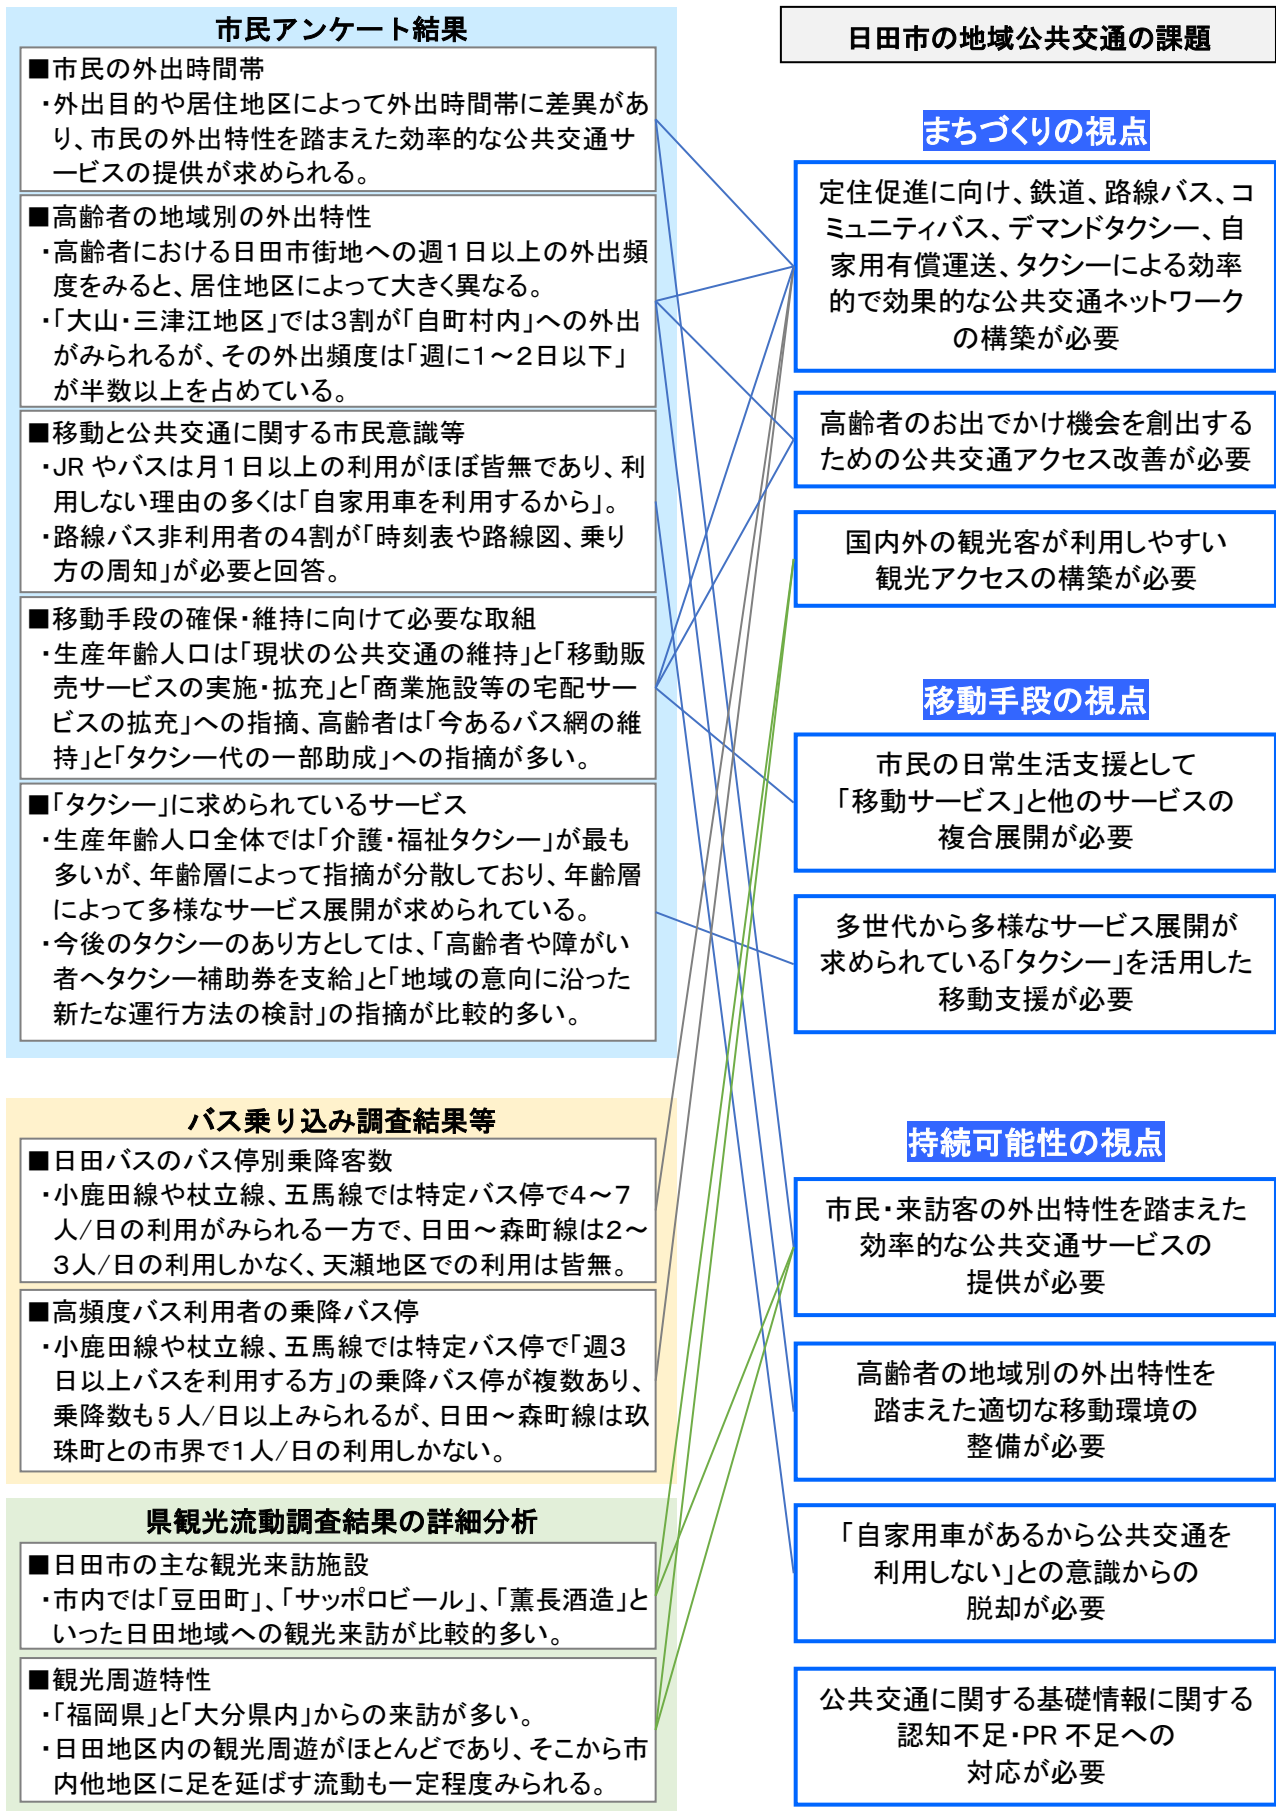 市民アンケート結果
■市民の外出時間帯
・外出目的や居住地区によって外出時間帯に差異があ
り、市民の外出特性を踏まえた効率的な公共交通サ
ービスの提供が求められる。
■高齢者の地域別の外出特性
・高齢者における日田市街地への週1日以上の外出頻
度をみると、居住地区によって大きく異なる。
・「大山・三津江地区」では3割が「自町村内」への外出
がみられるが、その外出頻度は「週に1～2日以下」
が半数以上を占めている。
■移動と公共交通に関する市民意識等
・JR やバスは月1日以上の利用がほぼ皆無であり、利
用しない理由の多くは「自家用車を利用するから」。
・路線バス非利用者の4割が「時刻表や路線図、乗り
方の周知」が必要と回答。
■移動手段の確保・維持に向けて必要な取組
・生産年齢人口は「現状の公共交通の維持」と「移動販
売サービスの実施・拡充」と「商業施設等の宅配サー
ビスの拡充」への指摘、高齢者は「今あるバス網の維
持」と「タクシー代の一部助成」への指摘が多い。
■「タクシー」に求められているサービス
・生産年齢人口全体では「介護・福祉タクシー」が最も
多いが、年齢層によって指摘が分散しており、年齢層
によって多様なサービス展開が求められている。
・今後のタクシーのあり方としては、「高齢者や障がい
者へタクシー補助券を支給」と「地域の意向に沿った
新たな運行方法の検討」の指摘が比較的多い。
バス乗り込み調査結果等
■日田バスのバス停別乗降客数
・小鹿田線や杖立線、五馬線では特定バス停で4～7
人/日の利用がみられる一方で、日田～森町線は2～
3人/日の利用しかなく、天瀬地区での利用は皆無。
■高頻度バス利用者の乗降バス停
・小鹿田線や杖立線、五馬線では特定バス停で「週3
日以上バスを利用する方」の乗降バス停が複数あり、
乗降数も5人/日以上みられるが、日田～森町線は玖
珠町との市界で1人/日の利用しかない。
県観光流動調査結果の詳細分析
■日田市の主な観光来訪施設
・市内では「豆田町」、「サッポロビール」、「薫長酒造」と
いった日田地域への観光来訪が比較的多い。
■観光周遊特性
・「福岡県」と「大分県内」からの来訪が多い。
・日田地区内の観光周遊がほとんどであり、そこから市
内他地区に足を延ばす流動も一定程度みられる。
日田市の地域公共交通の課題
まちづくりの視点
定住促進に向け、鉄道、路線バス、コ
ミュニティバス、デマンドタクシー、自
家用有償運送、タクシーによる効率
的で効果的な公共交通ネットワーク
の構築が必要
高齢者のお出でかけ機会を創出する
ための公共交通アクセス改善が必要
国内外の観光客が利用しやすい
観光アクセスの構築が必要
移動手段の視点
市民の日常生活支援として
「移動サービス」と他のサービスの
複合展開が必要
多世代から多様なサービス展開が
求められている「タクシー」を活用した
移動支援が必要
持続可能性の視点
市民・来訪客の外出特性を踏まえた
効率的な公共交通サービスの
提供が必要
高齢者の地域別の外出特性を
踏まえた適切な移動環境の
整備が必要
「自家用車があるから公共交通を
利用しない」との意識からの
脱却が必要
公共交通に関する基礎情報に関する
認知不足・PR 不足への
対応が必要